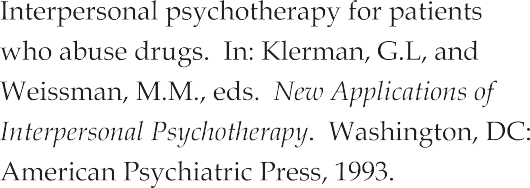 Interpersonal psychotherapy for patients
who abuse drugs.  In: Klerman, G.L, and
Weissman, M.M., eds.  New Applications of
Interpersonal Psychotherapy.  Washington, DC:
American Psychiatric Press, 1993.